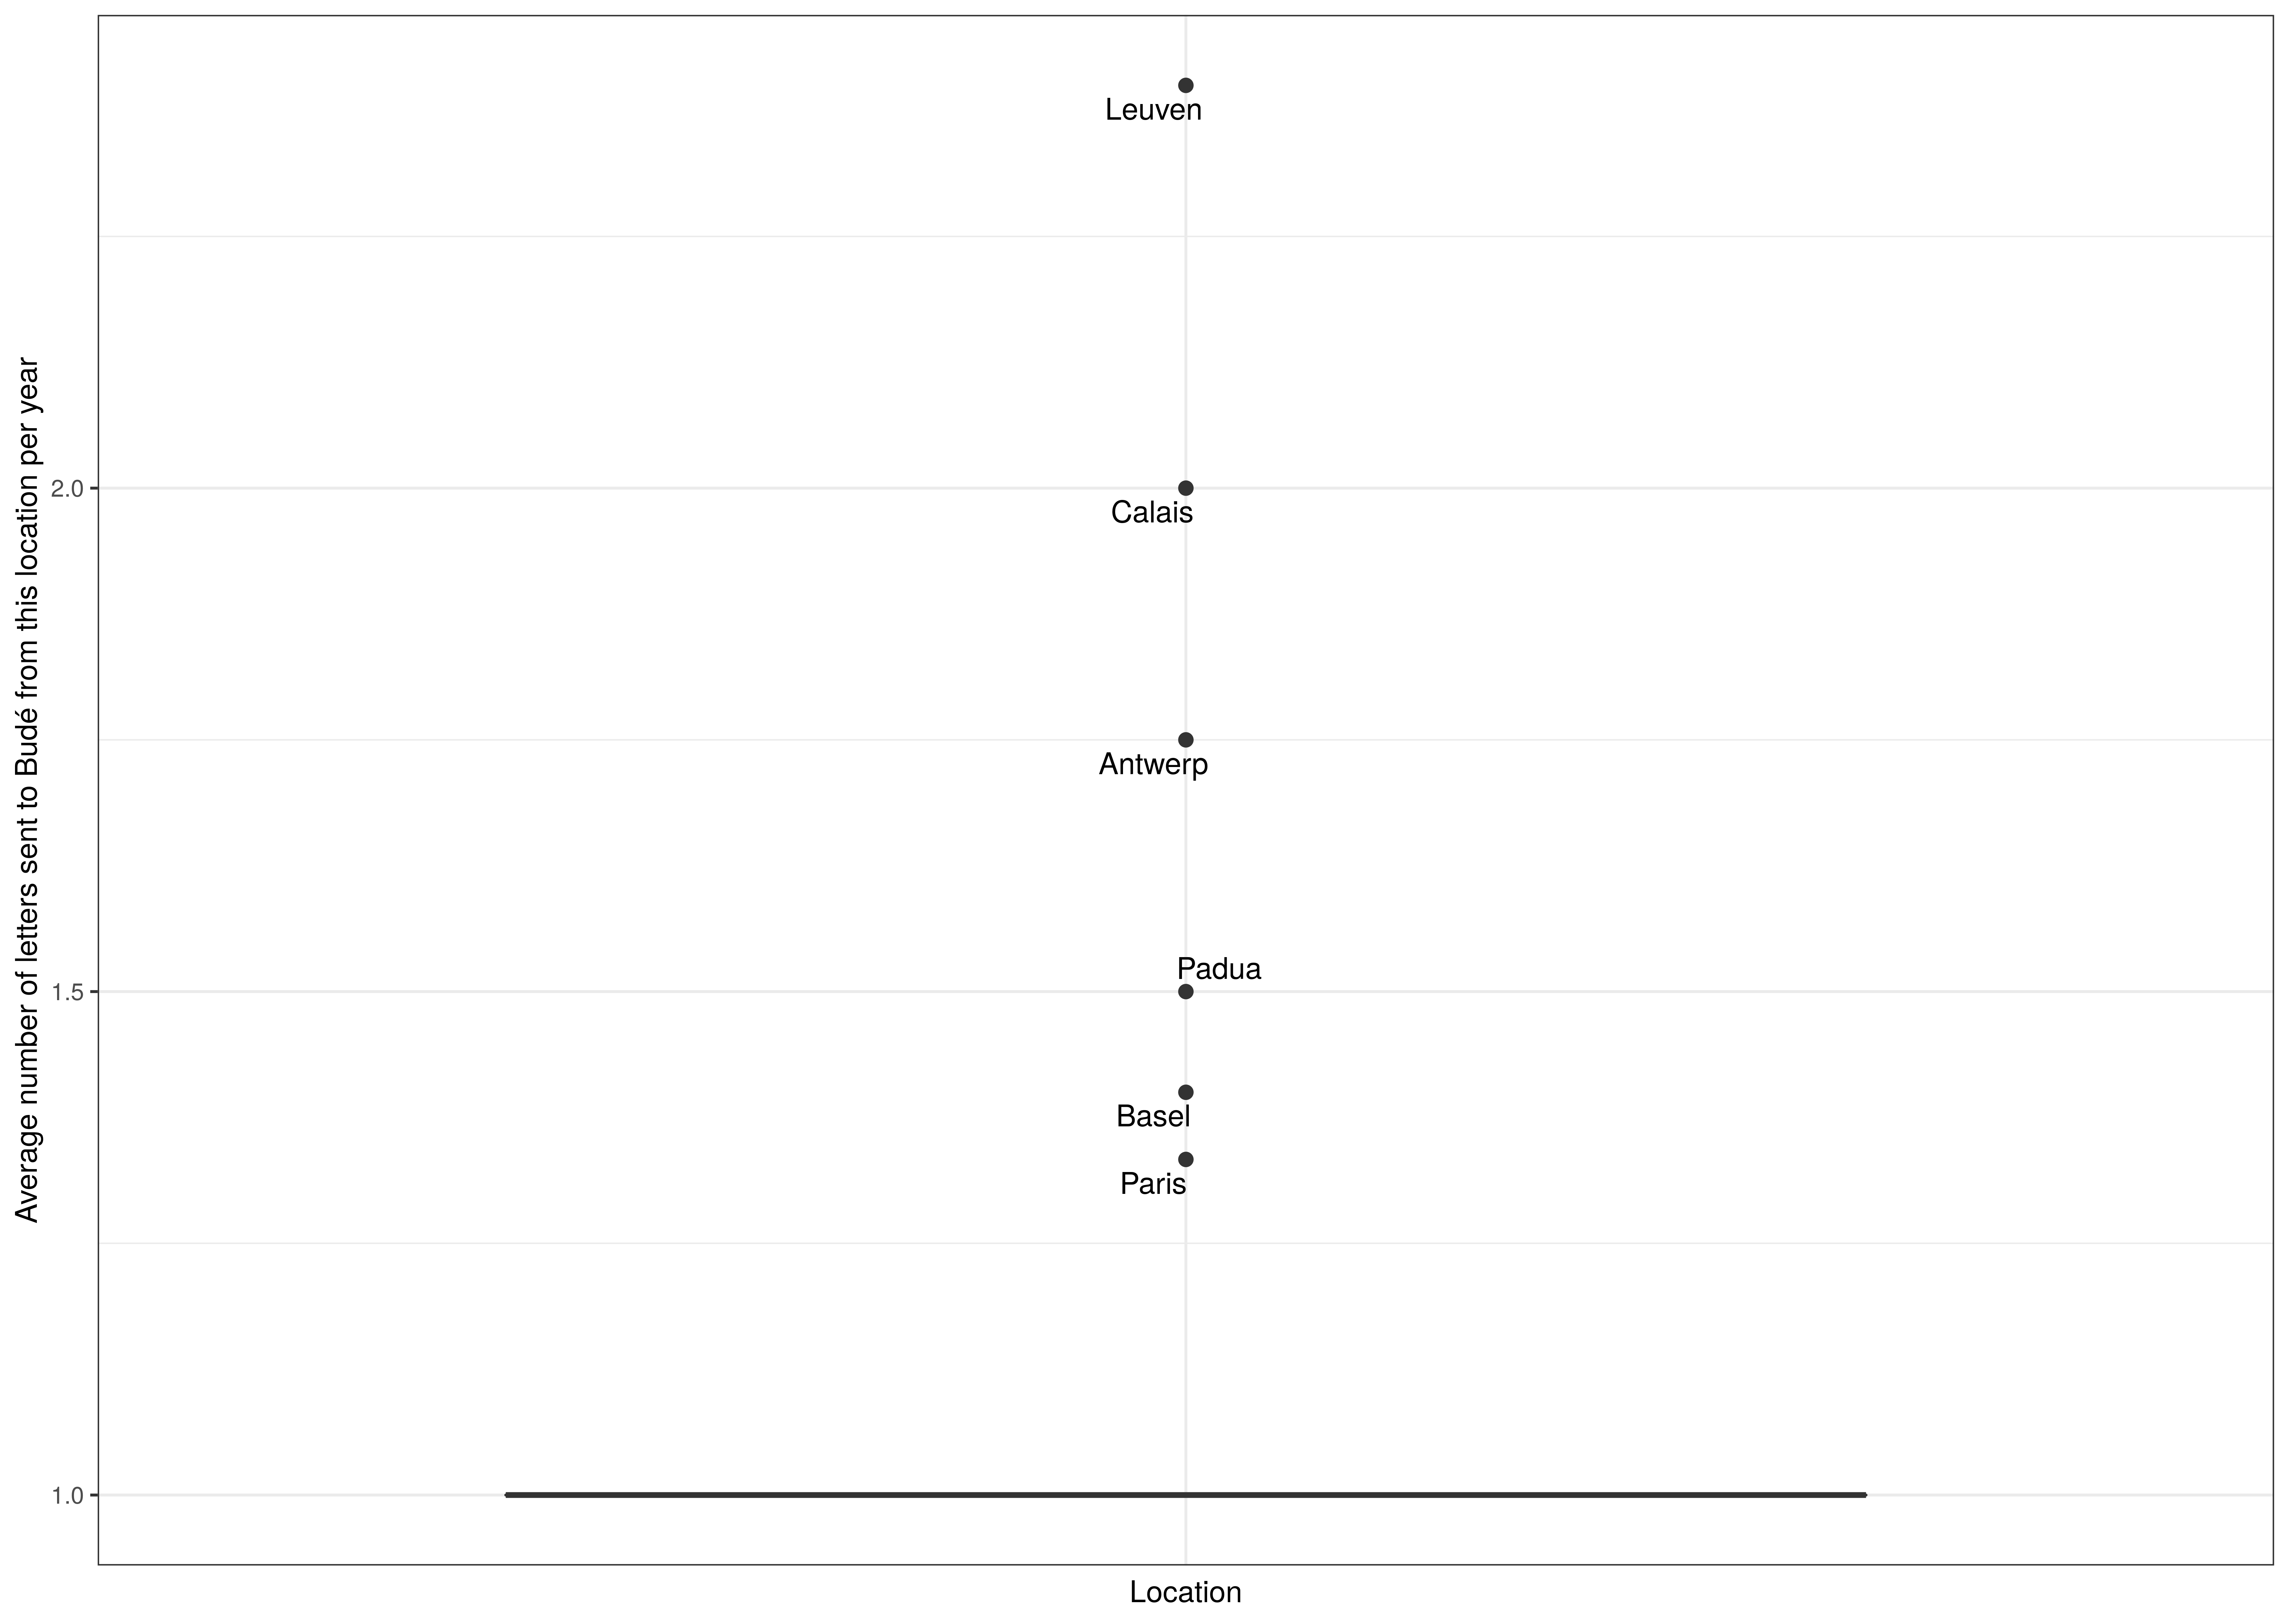 Average number of letters sent to Budé from this location per year
Leuven
2.0
Calais
Antwerp
Padua
1.5
Basel
Paris
1.0
Location